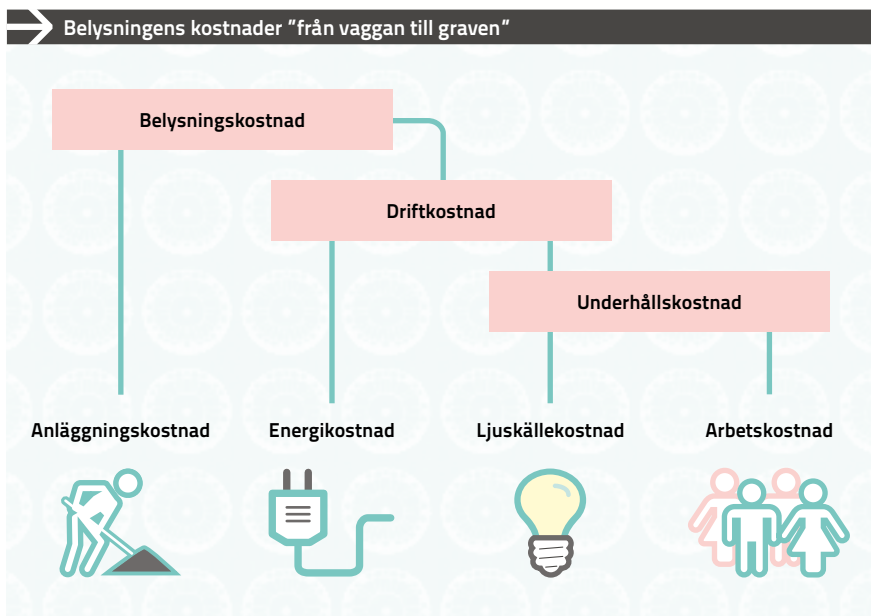 Belysningens kostnader ”från vaggan till graven”
Belysningskostnad
Driftkostnad
Underhållskostnad
Anläggningskostnad
Energikostnad
Ljuskällekostnad
Arbetskostnad